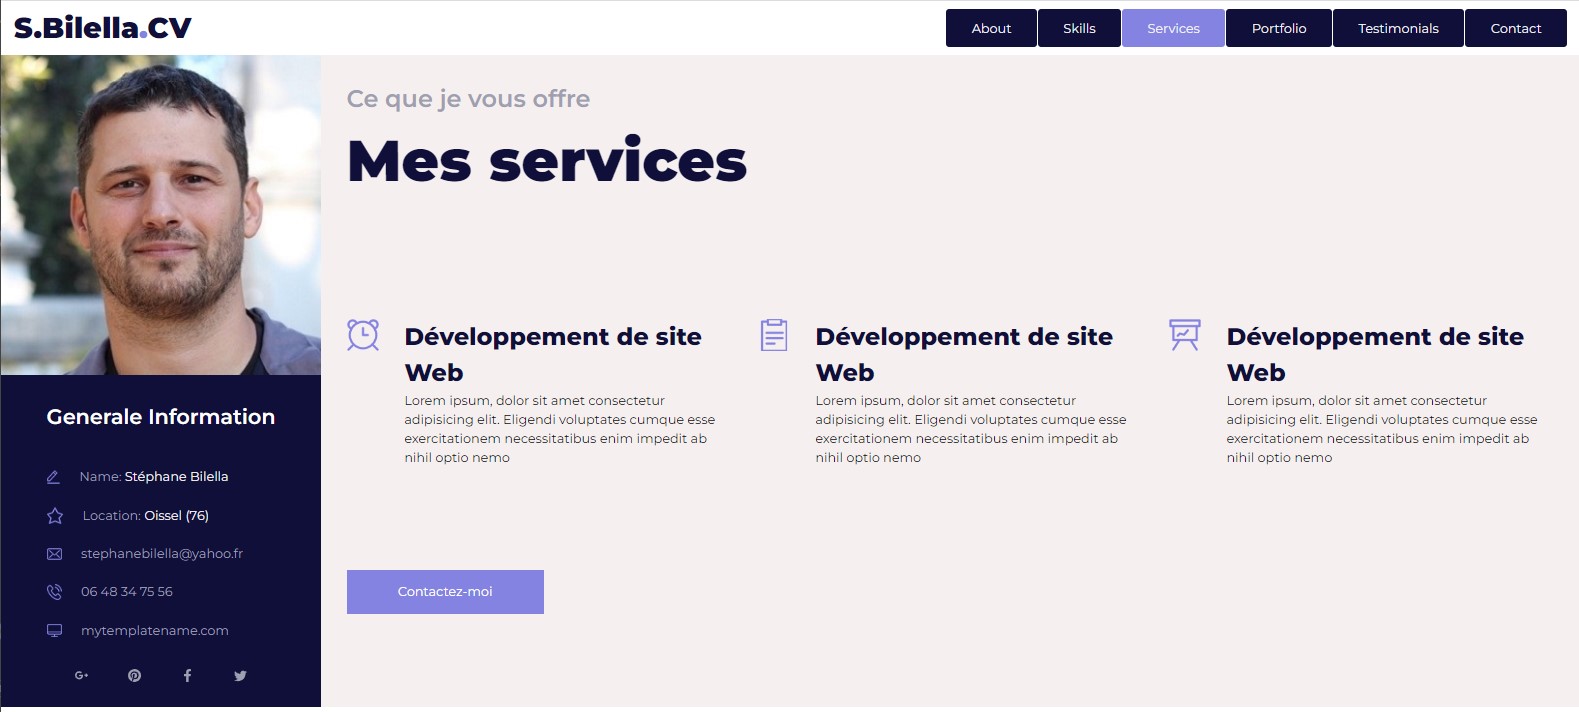 S.Bilella.CV
About
Skills
Services
Portfolio
Testimonials
Contact
Ce que je vous offre
Mes services
Développement de site
Web
Lorem ipsum, dolor sit amet consectetur
adipisicing elit. Eligendi voluptates cumque esse
exercitationem necessitatibus enim impedit ab
nihil optio nemo
Développement de site
Web
Lorem ipsum, dolor sit amet consectetur
adipisicing elit. Eligendi voluptates cumque esse
exercitationem necessitatibus enim impedit ab
nihil optio nemo
Développement de site
Web
Lorem ipsum, dolor sit amet consectetur
adipisicing elit. Eligendi voluptates cumque esse
exercitationem necessitatibus enim impedit ab
nihil optio nemo
Contactez-moi
Generale Information
Name: Stéphane Bilella
Location: Oissel (76)
stephanebilella@yahoo.fr
06 48 34 75 56
mytemplatename.com